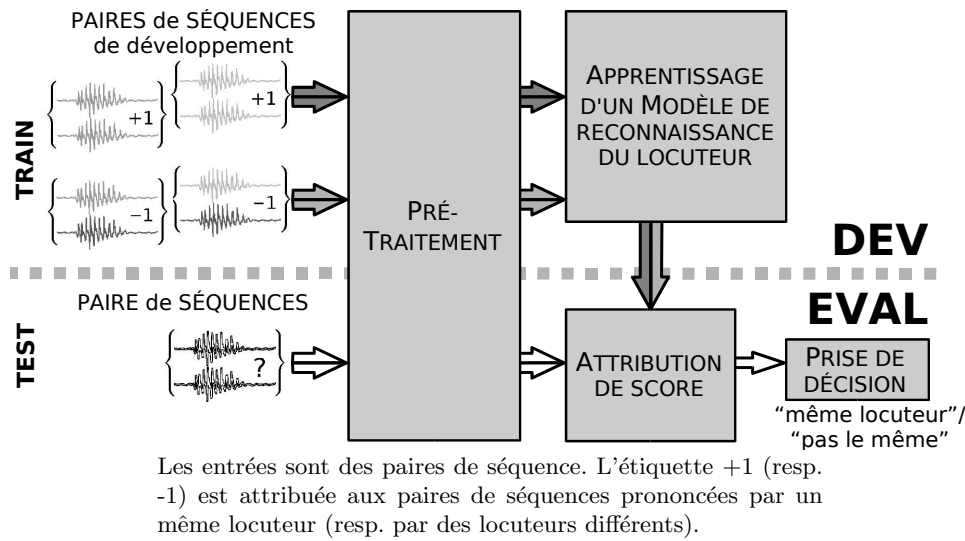 PAIRES de SÉQUENCES
de développement
+1
+1
-1
-1
TRAIN
PRÉ-
TRAITEMENT
APPRENTISSAGE
D'UN MODÈLE DE
RECONNAISSANCE
DU LOCUTEUR
DEV
EVAL
PAIRE de SÉQUENCES
TEST
?
ATTRIBUTION
DE SCORE
PRISE DE
DÉCISION
“même locuteur”/
“pas le même”
Les entrées sont des paires de séquence. L'étiquette +1 (resp.
-1) est attribuée aux paires de séquences prononcées par un
même locuteur (resp. par des locuteurs différents).